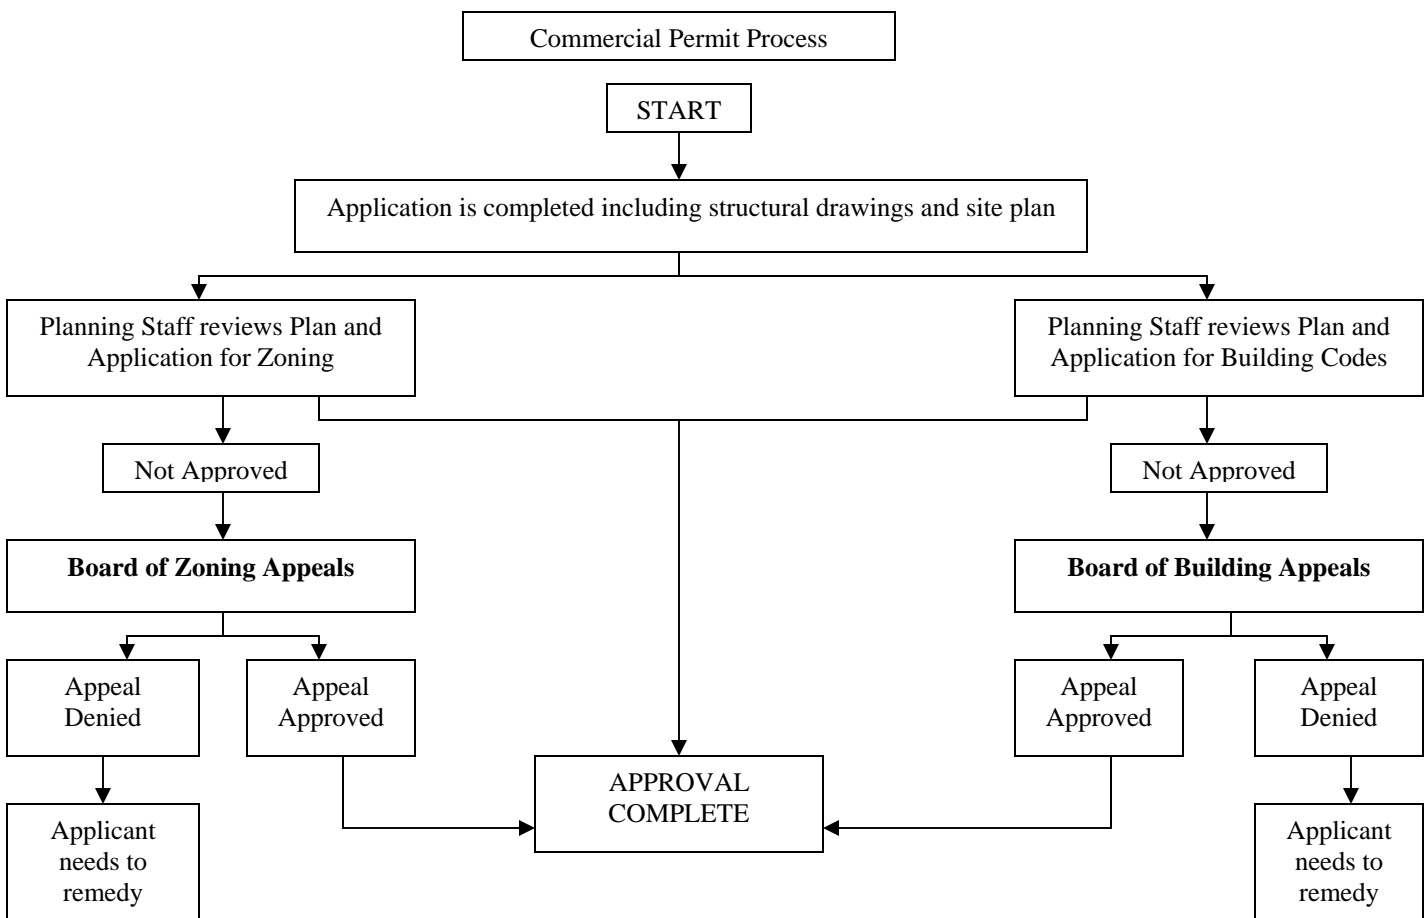 Commercial Permit Process
START
Application is completed including structural drawings and site plan
Planning Staff reviews Plan and
Application for Zoning
Planning Staff reviews Plan and
Application for Building Codes
Not Approved
Not Approved
Board of Zoning Appeals
Board of Building Appeals
Appeal
Denied
Appeal
Approved
Appeal
Approved
Appeal
Denied
APPROVAL
COMPLETE
Applicant
needs to
remedy
Applicant
needs to
remedy